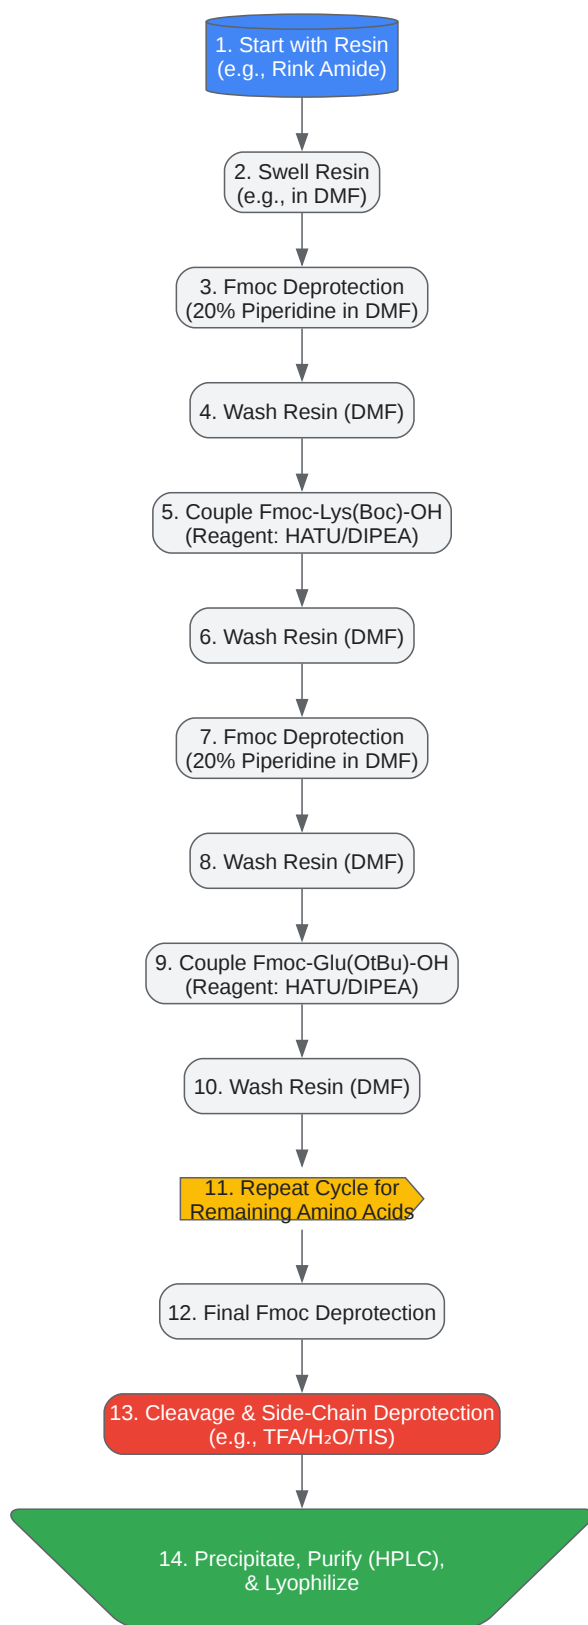 1. Start with Resin
(e.g., Rink Amide)
2. Swell Resin
(e.g., in DMF)
3. Fmoc Deprotection
(20% Piperidine in DMF)
4. Wash Resin (DMF)
5. Couple Fmoc-Lys(Boc)-OH
(Reagent: HATU/DIPEA)
6. Wash Resin (DMF)
7. Fmoc Deprotection
(20% Piperidine in DMF)
8. Wash Resin (DMF)
9. Couple Fmoc-Glu(OtBu)-OH
(Reagent: HATU/DIPEA)
10. Wash Resin (DMF)
11. Repeat Cycle for
Remaining Amino Acids
12. Final Fmoc Deprotection
13. Cleavage & Side-Chain Deprotection
(e.g., TFA/H₂O/TIS)
14. Precipitate, Purify (HPLC),
& Lyophilize